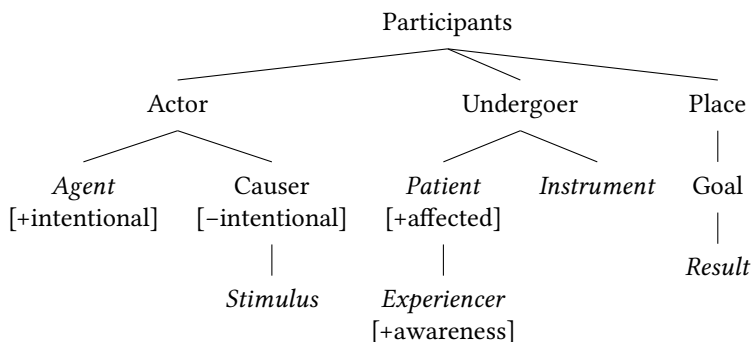 Participants
Actor Undergoer Place
Agent Causer Patient Instrument Goal
[+intentional] [–intentional] [+affected]
Stimulus Experiencer Result
[+awareness]